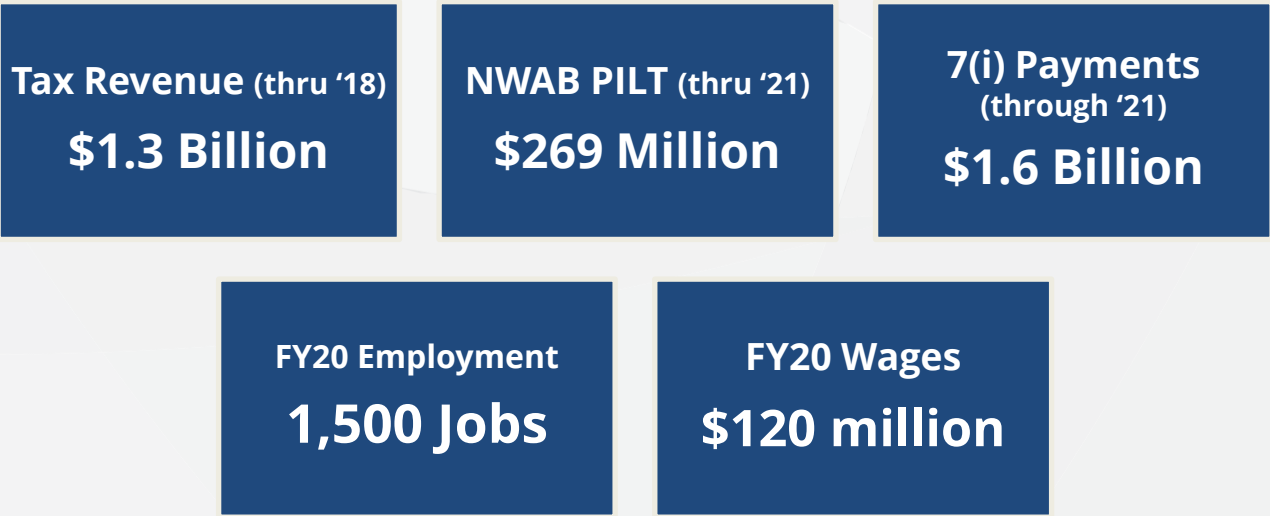 Tax Revenue (thru ‘18)
$1.3 Billion
NWAB PILT (thru ‘21)
$269 Million
7(i) Payments
(through ‘21)
$1.6 Billion
FY20 Employment
1,500 Jobs
FY20 Wages
$120 million